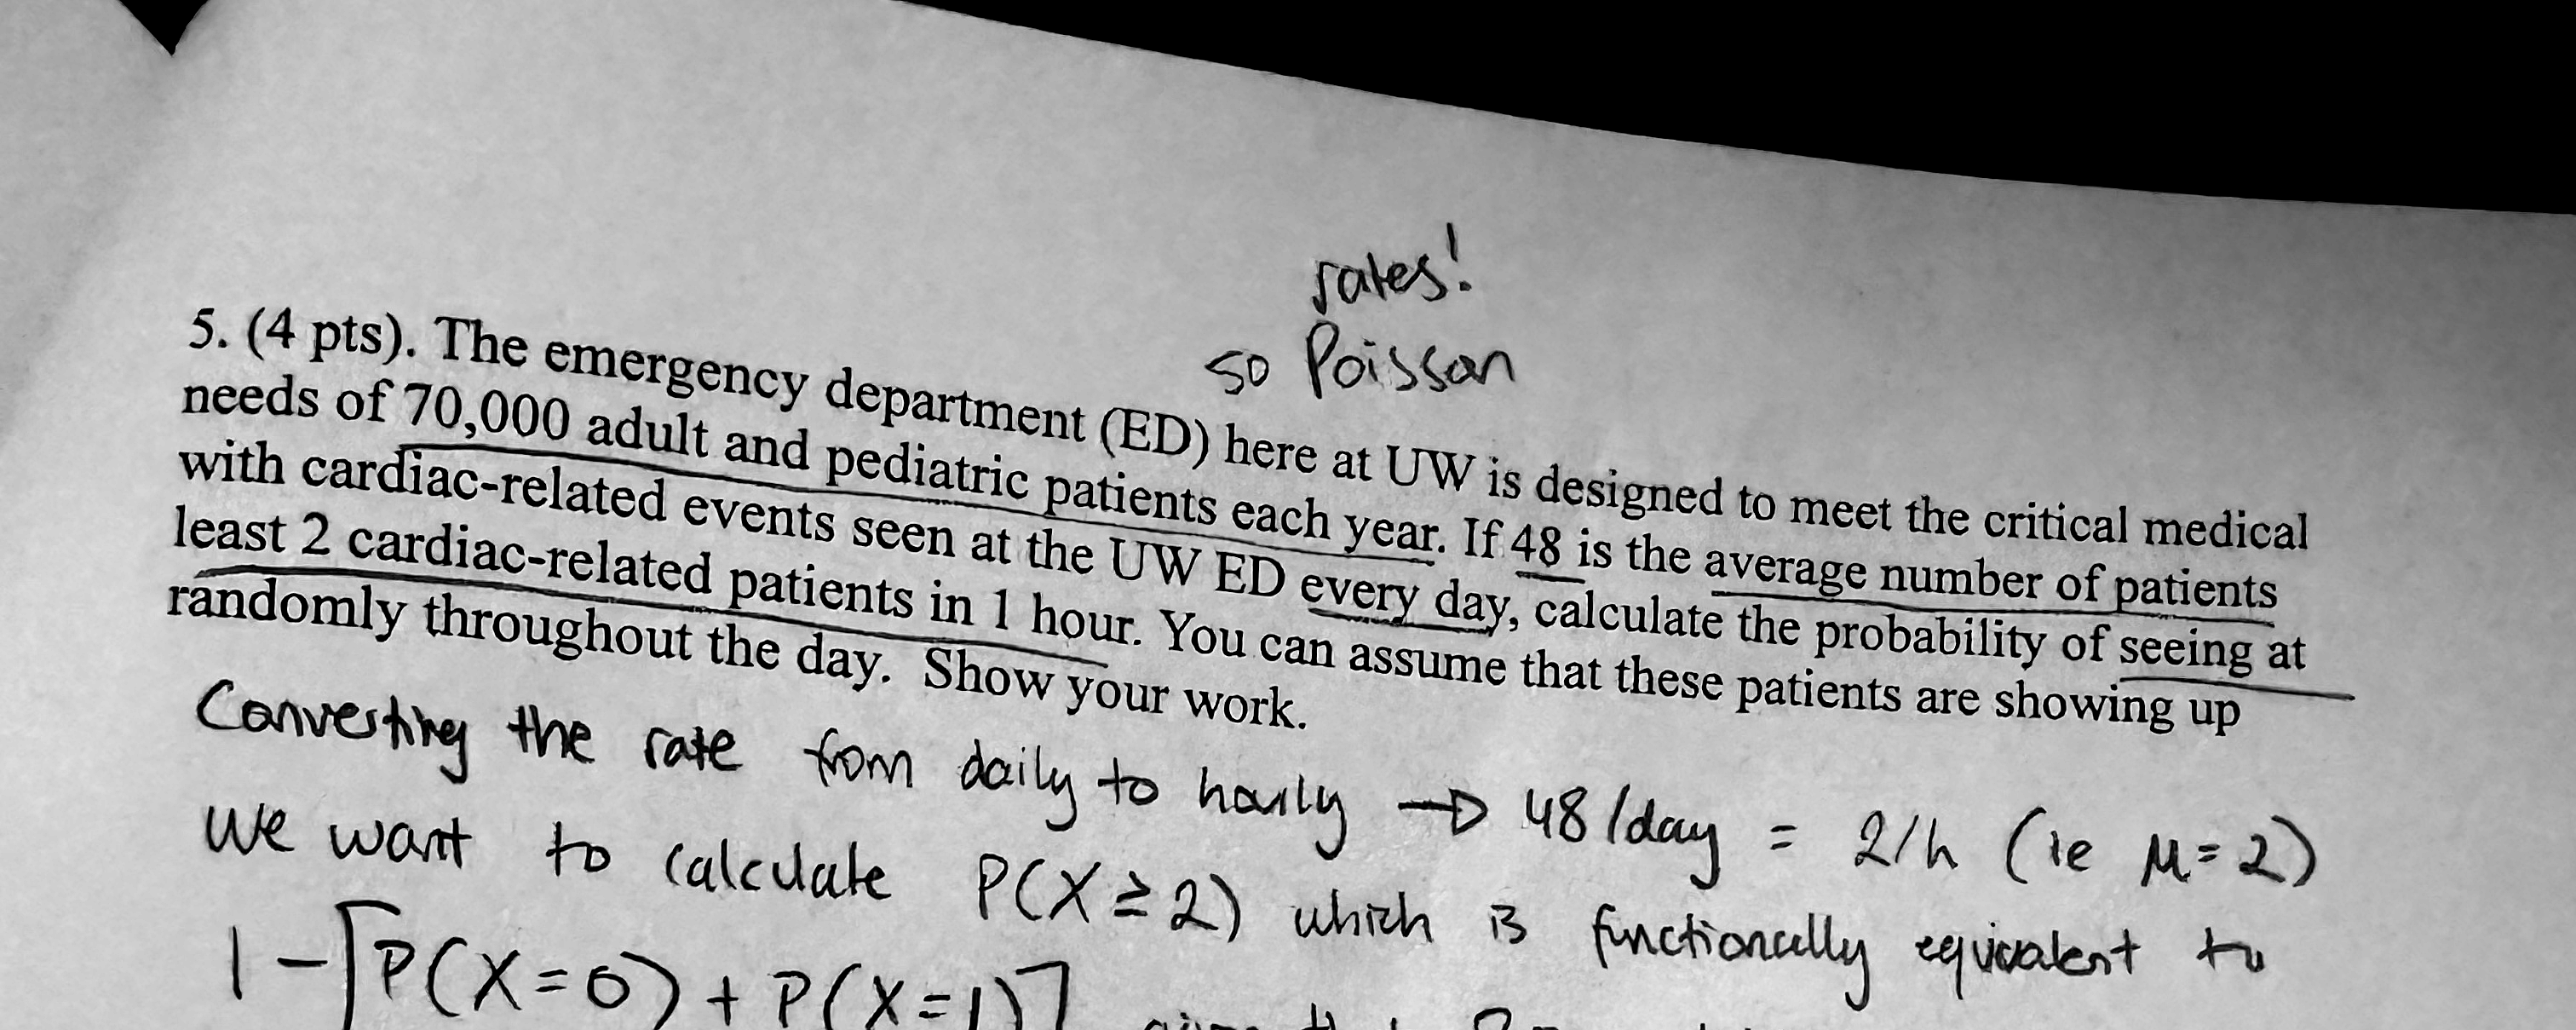 rates!
so Poisson
5. (4 pts). The emergency department (ED) here at UW is designed to meet the critical medical
needs of 70,000 adult and pediatric patients each year. If 48 is the average number of patients
with cardiac-related events seen at the UW ED every day, calculate the probability of seeing at
least 2 cardiac-related patients in 1 hour. You can assume that these patients are showing up
randomly throughout the day. Show your work.
Converting the rate from daily to hourly → 48/day = 2/h (ie μ=2)
We want to calculate P(X ≥ 2) which is functionally equivalent to
1 - [P(X=0) + P(X=1)]